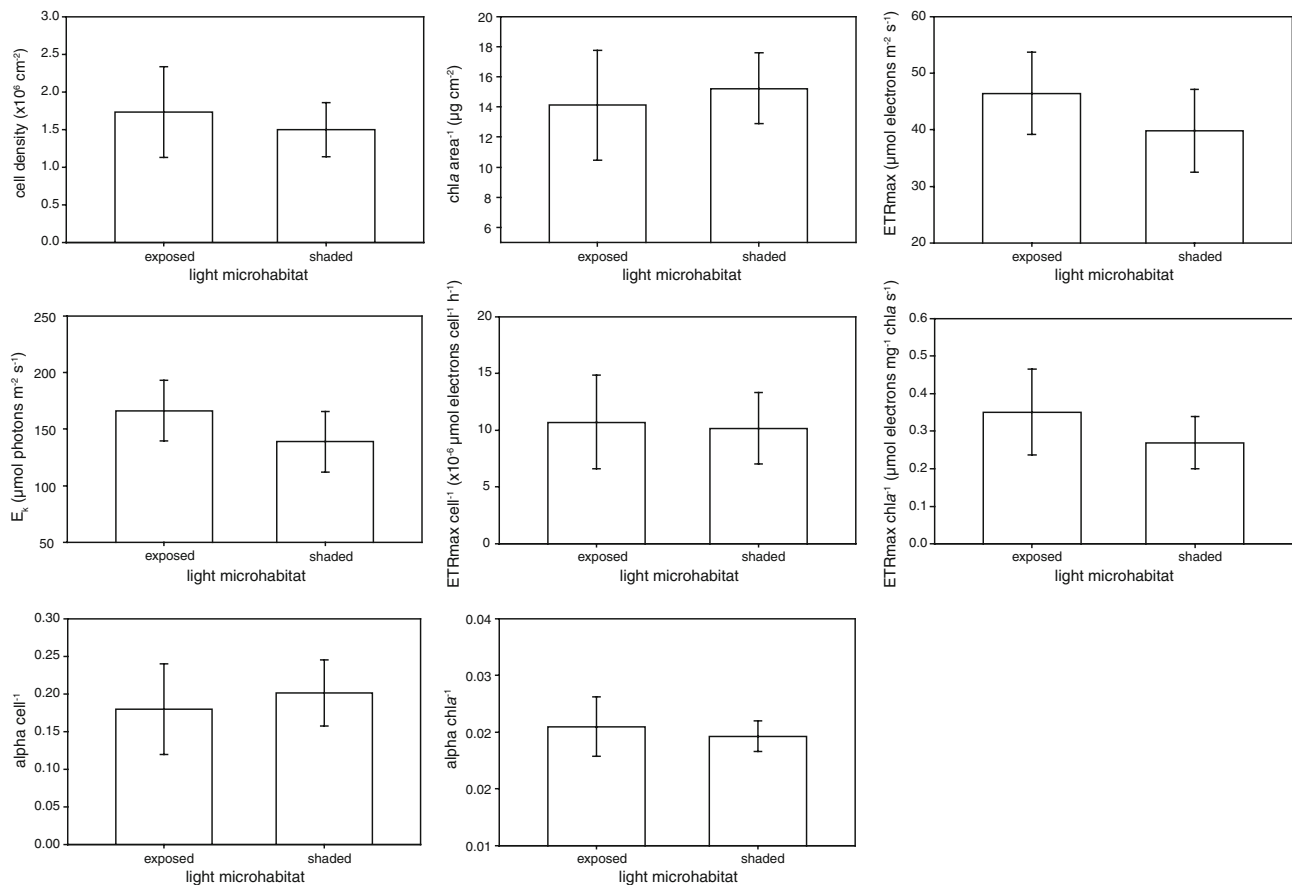 cell density (x10⁶ cm⁻²)
3.0
2.5
2.0
1.5
1.0
0.5
0.0
exposed shaded
light microhabitat
chla area⁻¹ (µg cm⁻²)
20
18
16
14
12
10
8
6
exposed shaded
light microhabitat
ETRmax (µmol electrons m⁻² s⁻¹)
60
50
40
30
20
exposed shaded
light microhabitat
Eₖ (µmol photons m⁻² s⁻¹)
250
200
150
100
50
exposed shaded
light microhabitat
ETRmax cell⁻¹ (x10⁻⁶ µmol electrons cell⁻¹ h⁻¹)
20
15
10
5
0
exposed shaded
light microhabitat
ETRmax chla⁻¹ (µmol electrons mg⁻¹ chla s⁻¹)
0.6
0.5
0.4
0.3
0.2
0.1
0.0
exposed shaded
light microhabitat
alpha cell⁻¹
0.30
0.25
0.20
0.15
0.10
0.05
0.00
exposed shaded
light microhabitat
alpha chla⁻¹
0.04
0.03
0.02
0.02
0.01
exposed shaded
light microhabitat